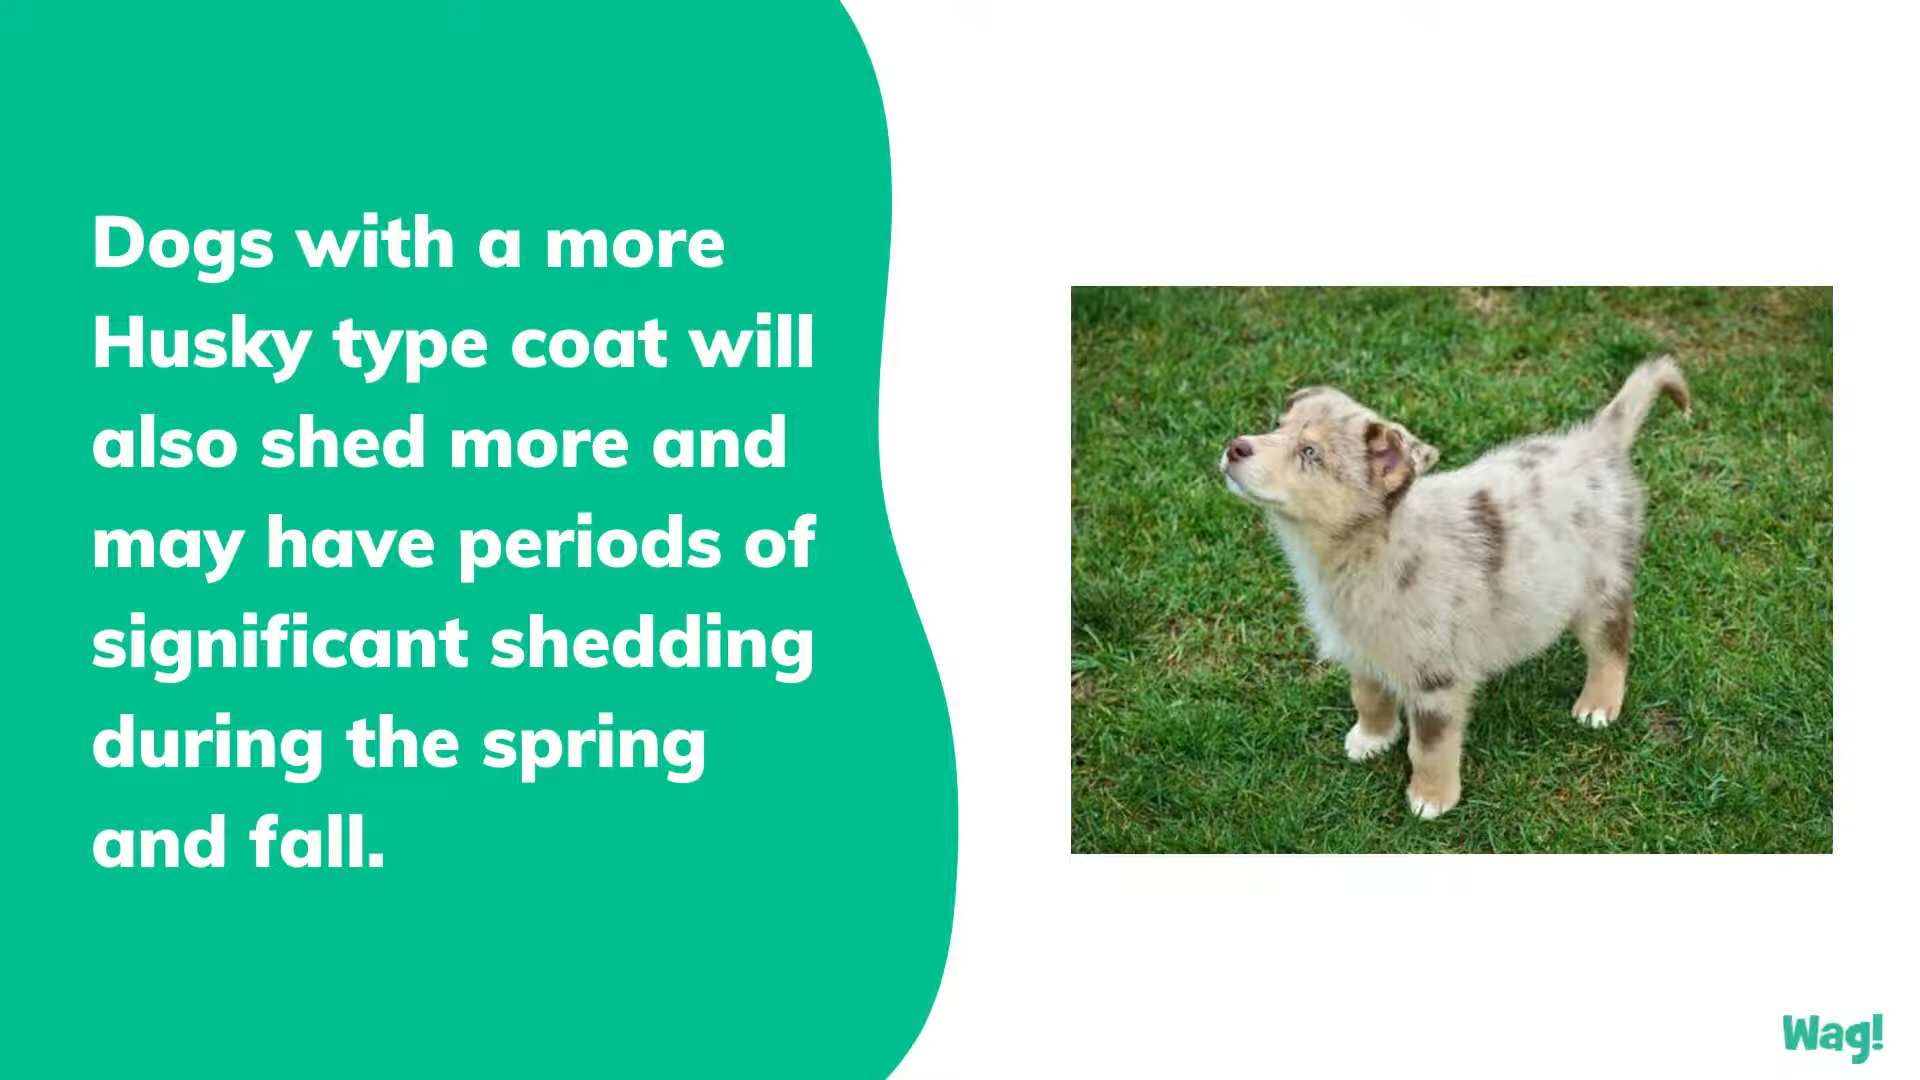 Dogs with a more
Husky type coat will
also shed more and
may have periods of
significant shedding
during the spring
and fall.
Wag!